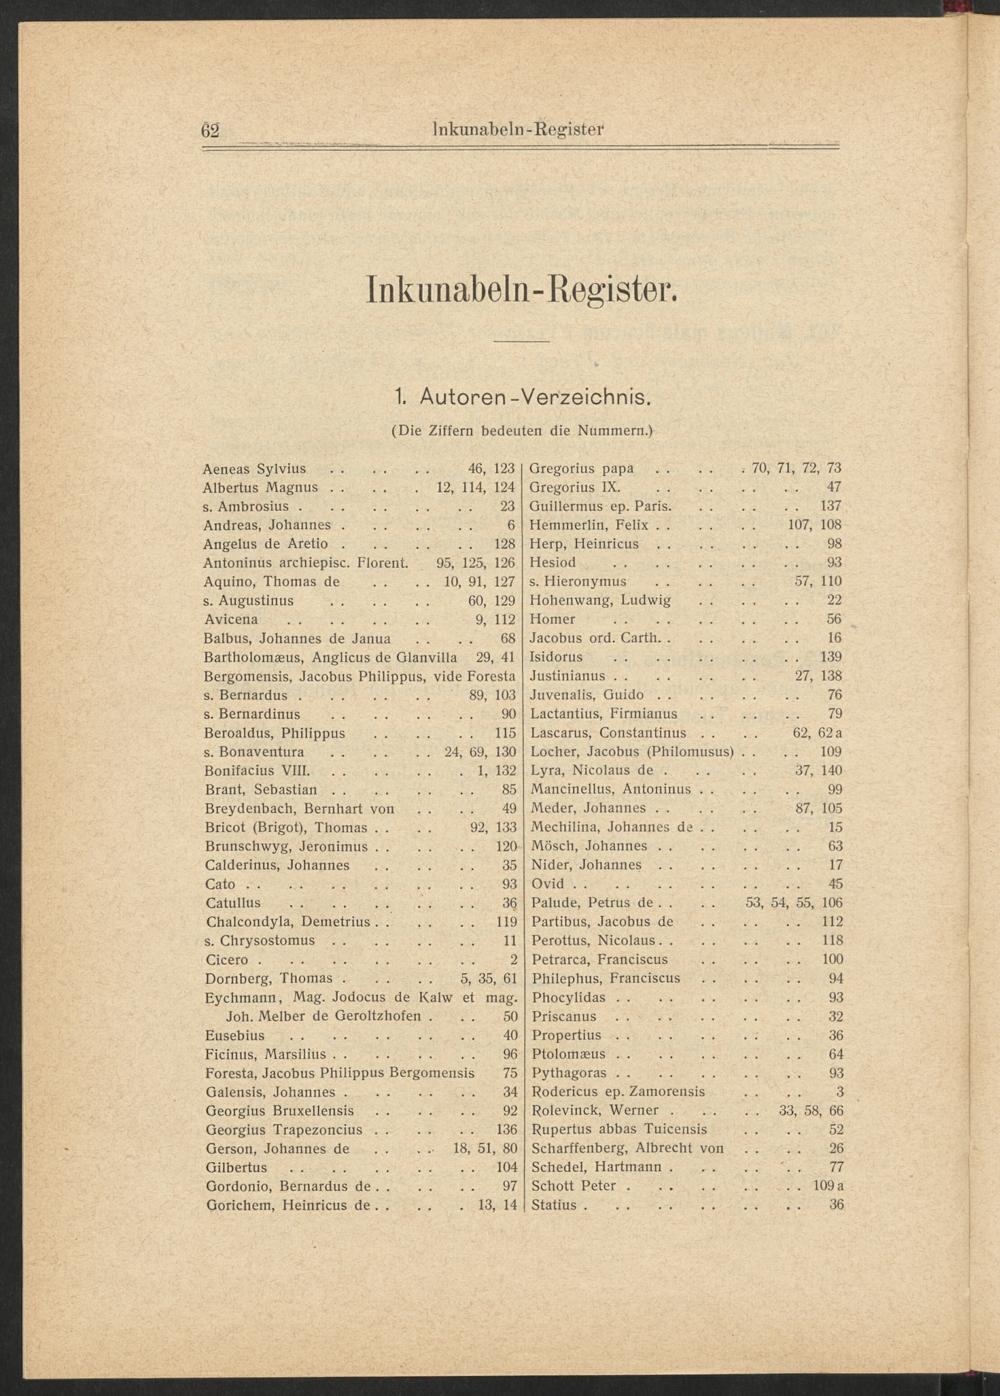 62 Inkunabeln-Register
Inkunabeln-Register.
1. Autoren-Verzeichnis.
(Die Ziffern bedeuten die Nummern.)
Aeneas Sylvius . . . . . . 46, 123
Albertus Magnus . . . . . 12, 114, 124
s. Ambrosius . . . . . . . . . 23
Andreas, Johannes . . . . . . . 6
Angelus de Aretio . . . . . . . 128
Antoninus archiepisc. Florent. 95, 125, 126
Aquino, Thomas de . . . . 10, 91, 127
s. Augustinus . . . . . . 60, 129
Avicena . . . . . . . . 9, 112
Balbus, Johannes de Janua . . . . 68
Bartholomæus, Anglicus de Glanvilla 29, 41
Bergomensis, Jacobus Philippus, vide Foresta
s. Bernardus . . . . . . . 89, 103
s. Bernardinus . . . . . . . . 90
Beroaldus, Philippus . . . . . . 115
s. Bonaventura . . . . . . 24, 69, 130
Bonifacius VIII. . . . . . . . 1, 132
Brant, Sebastian . . . . . . . . 85
Breydenbach, Bernhart von . . . . 49
Bricot (Brigot), Thomas . . . . 92, 133
Brunschwyg, Jeronimus . . . . . . 120
Calderinus, Johannes . . . . . . 35
Cato . . . . . . . . . . . . 93
Catullus . . . . . . . . . . 36
Chalcondyla, Demetrius . . . . . . 119
s. Chrysostomus . . . . . . . . 11
Cicero . . . . . . . . . . . 2
Dornberg, Thomas . . . . . 5, 35, 61
Eychmann, Mag. Jodocus de Kalw et mag.
Joh. Melber de Geroltzhofen . . . 50
Eusebius . . . . . . . . . . 40
Ficinus, Marsilius . . . . . . . . 96
Foresta, Jacobus Philippus Bergomensis 75
Galensis, Johannes . . . . . . . 34
Georgius Bruxellensis . . . . . . 92
Georgius Trapezoncius . . . . . . 136
Gerson, Johannes de . . . . 18, 51, 80
Gilbertus . . . . . . . . . . 104
Gordonio, Bernardus de . . . . . . 97
Gorichem, Heinricus de . . . . . 13, 14
Gregorius papa . . . . . 70, 71, 72, 73
Gregorius IX. . . . . . . . . 47
Guillermus ep. Paris. . . . . . . 137
Hemmerlin, Felix . . . . . . 107, 108
Herp, Heinricus . . . . . . . . 98
Hesiod . . . . . . . . . . 93
s. Hieronymus . . . . . . 57, 110
Hohenwang, Ludwig . . . . . . 22
Homer . . . . . . . . . . 56
Jacobus ord. Carth. . . . . . . . 16
Isidorus . . . . . . . . . . 139
Justinianus . . . . . . . . 27, 138
Juvenalis, Guido . . . . . . . . 76
Lactantius, Firmianus . . . . . . 79
Lascarus, Constantinus . . . . 62, 62a
Locher, Jacobus (Philomusus) . . . . 109
Lyra, Nicolaus de . . . . . 37, 140
Mancinellus, Antoninus . . . . . . 99
Meder, Johannes . . . . . . 87, 105
Mechilina, Johannes de . . . . . . 15
Mösch, Johannes . . . . . . . . 63
Nider, Johannes . . . . . . . . 17
Ovid . . . . . . . . . . . . 45
Palude, Petrus de . . . . 53, 54, 55, 106
Partibus, Jacobus de . . . . . . 112
Perottus, Nicolaus . . . . . . . . 118
Petrarca, Franciscus . . . . . . 100
Philephus, Franciscus . . . . . . 94
Phocylidas . . . . . . . . . . 93
Priscanus . . . . . . . . . . 32
Propertius . . . . . . . . . . 36
Ptolomæus . . . . . . . . . . 64
Pythagoras . . . . . . . . . . 93
Rodericus ep. Zamorensis . . . . 3
Rolevinck, Werner . . . . . 33, 58, 66
Rupertus abbas Tuicensis . . . . 52
Scharffenberg, Albrecht von . . . . 26
Schedel, Hartmann . . . . . . . 77
Schott Peter . . . . . . . . . 109a
Statius . . . . . . . . . . . 36